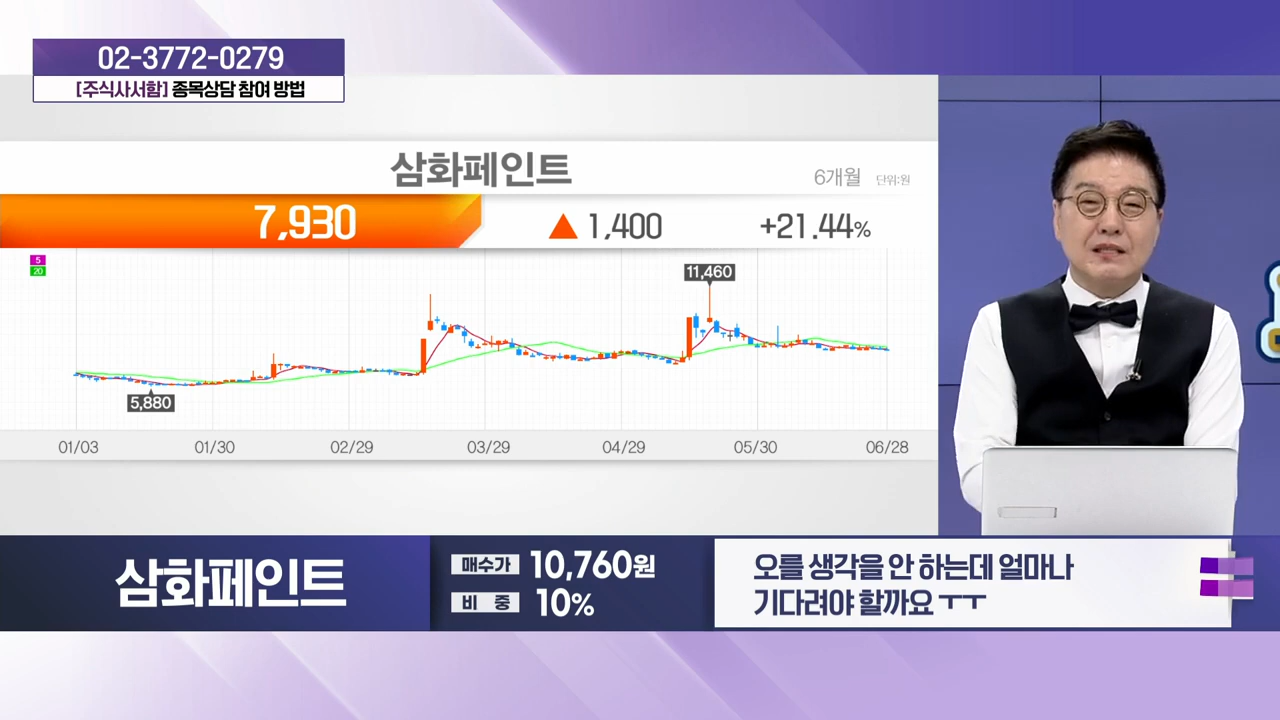 02-3772-0279
[주식사서함] 종목상담 참여 방법
삼화페인트
6개월 단위:원
7,930 ▲ 1,400 +21.44%
5
20
11,460
5,880
01/03 01/30 02/29 03/29 04/29 05/30 06/28
삼화페인트
매수가 10,760원
비 중 10%
오를 생각을 안 하는데 얼마나
기다려야 할까요 ㅜㅜ